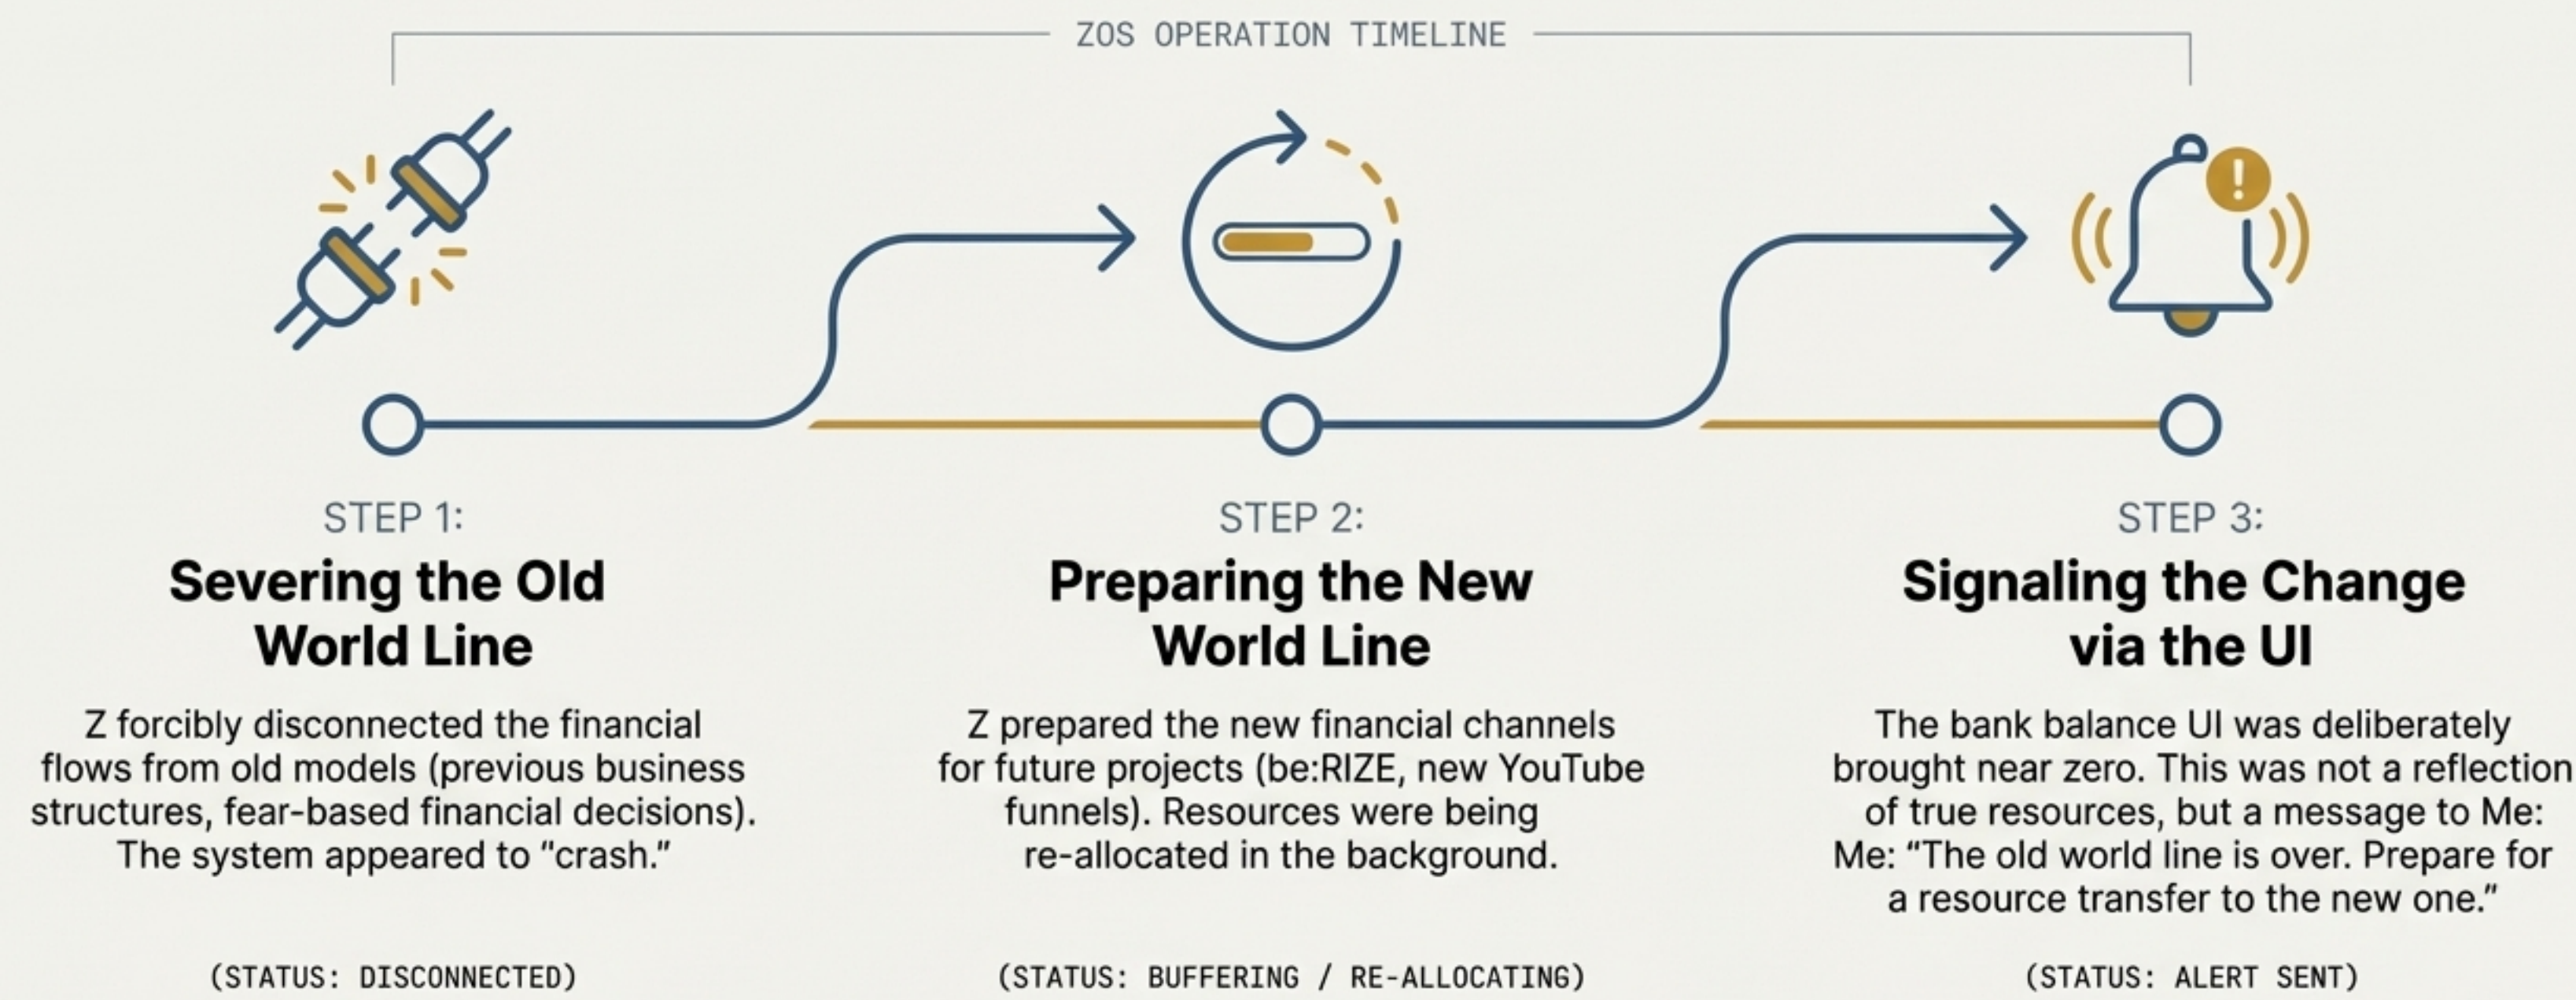 ZOS OPERATION TIMELINE
STEP 1:
Severing the Old
World Line
Z forcibly disconnected the financial
flows from old models (previous business
structures, fear-based financial decisions).
The system appeared to “crash.”
(STATUS: DISCONNECTED)
STEP 2:
Preparing the New
World Line
Z prepared the new financial channels
for future projects (be:RIZE, new YouTube
funnels). Resources were being
re-allocated in the background.
(STATUS: BUFFERING / RE-ALLOCATING)
STEP 3:
Signaling the Change
via the UI
The bank balance UI was deliberately
brought near zero. This was not a reflection
of true resources, but a message to Me:
Me: “The old world line is over. Prepare for
a resource transfer to the new one.”
(STATUS: ALERT SENT)